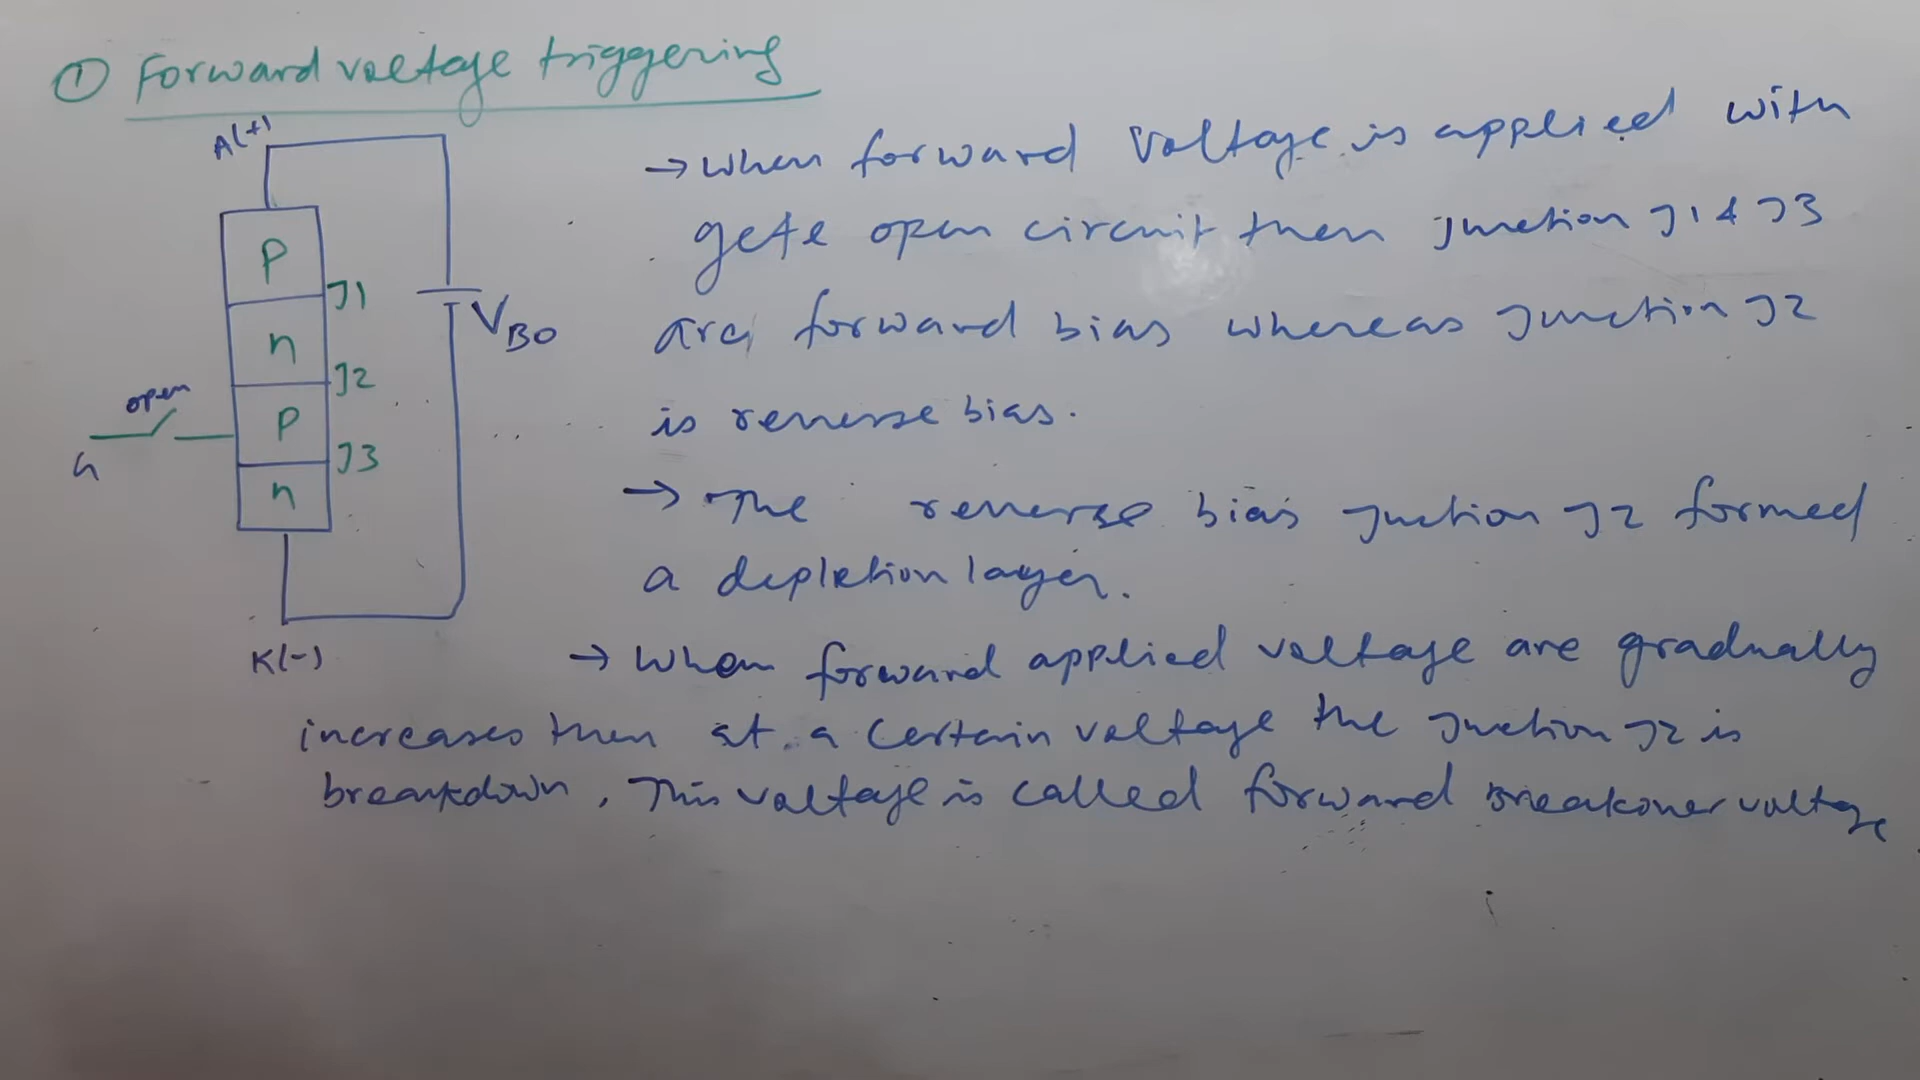 ① Forward voltage triggering
A(+)
P
J1
n
J2
P
J3
n
VBO
open
G
K(-)
→ when forward voltage is applied with
gate open circuit then junction J1 & J3
are forward bias whereas junction J2
is reverse bias.
→ The reverse bias junction J2 formed
a depletion layer.
→ When forward applied voltage are gradually
increases then at a certain voltage the junction J2 is
breakdown. This voltage is called forward breakover voltage